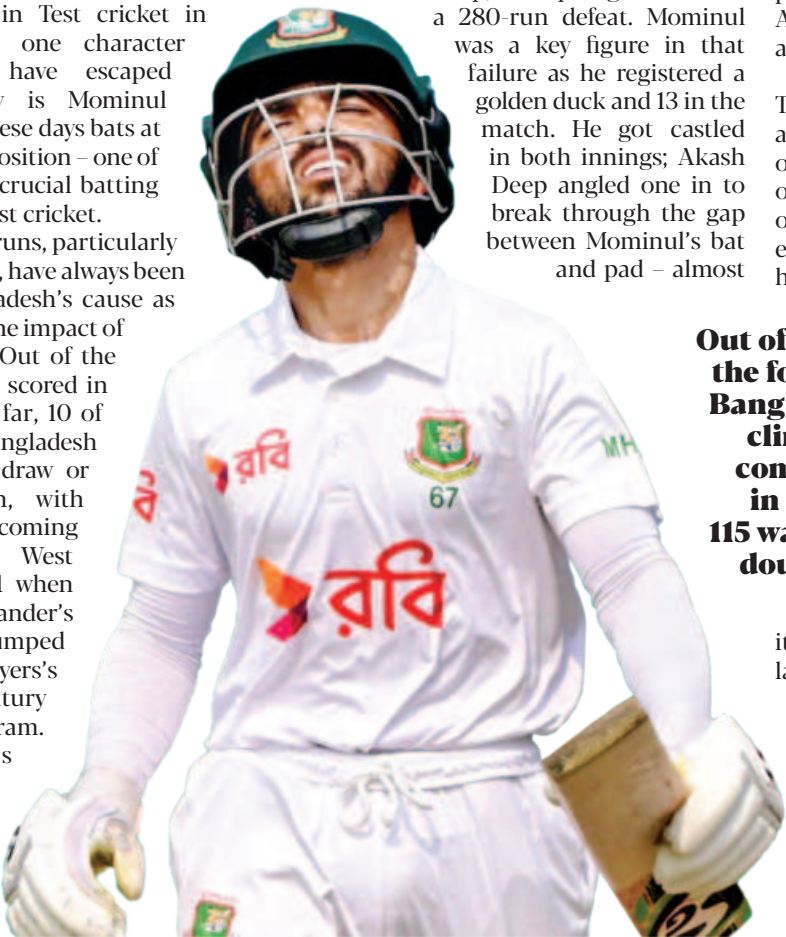 in Test cricket in
one character
have escaped
y is Mominul
ese days bats at
osition – one of
crucial batting
st cricket.
runs, particularly
, have always been
adesh's cause as
he impact of
Out of the
scored in
far, 10 of
ngladesh
draw or
n, with
coming
West
l when
ander's
umped
yers's
tury
ram.
s
a 280-run defeat. Mominul
was a key figure in that
failure as he registered a
golden duck and 13 in the
match. He got castled
in both innings; Akash
Deep angled one in to
break through the gap
between Mominul's bat
and pad – almost
A
a
T
a
o
o
o
e
h
Out of
the fo
Bang
clin
com
in
115 wa
dou
it
la
রবি
67
MH
বি
রবি